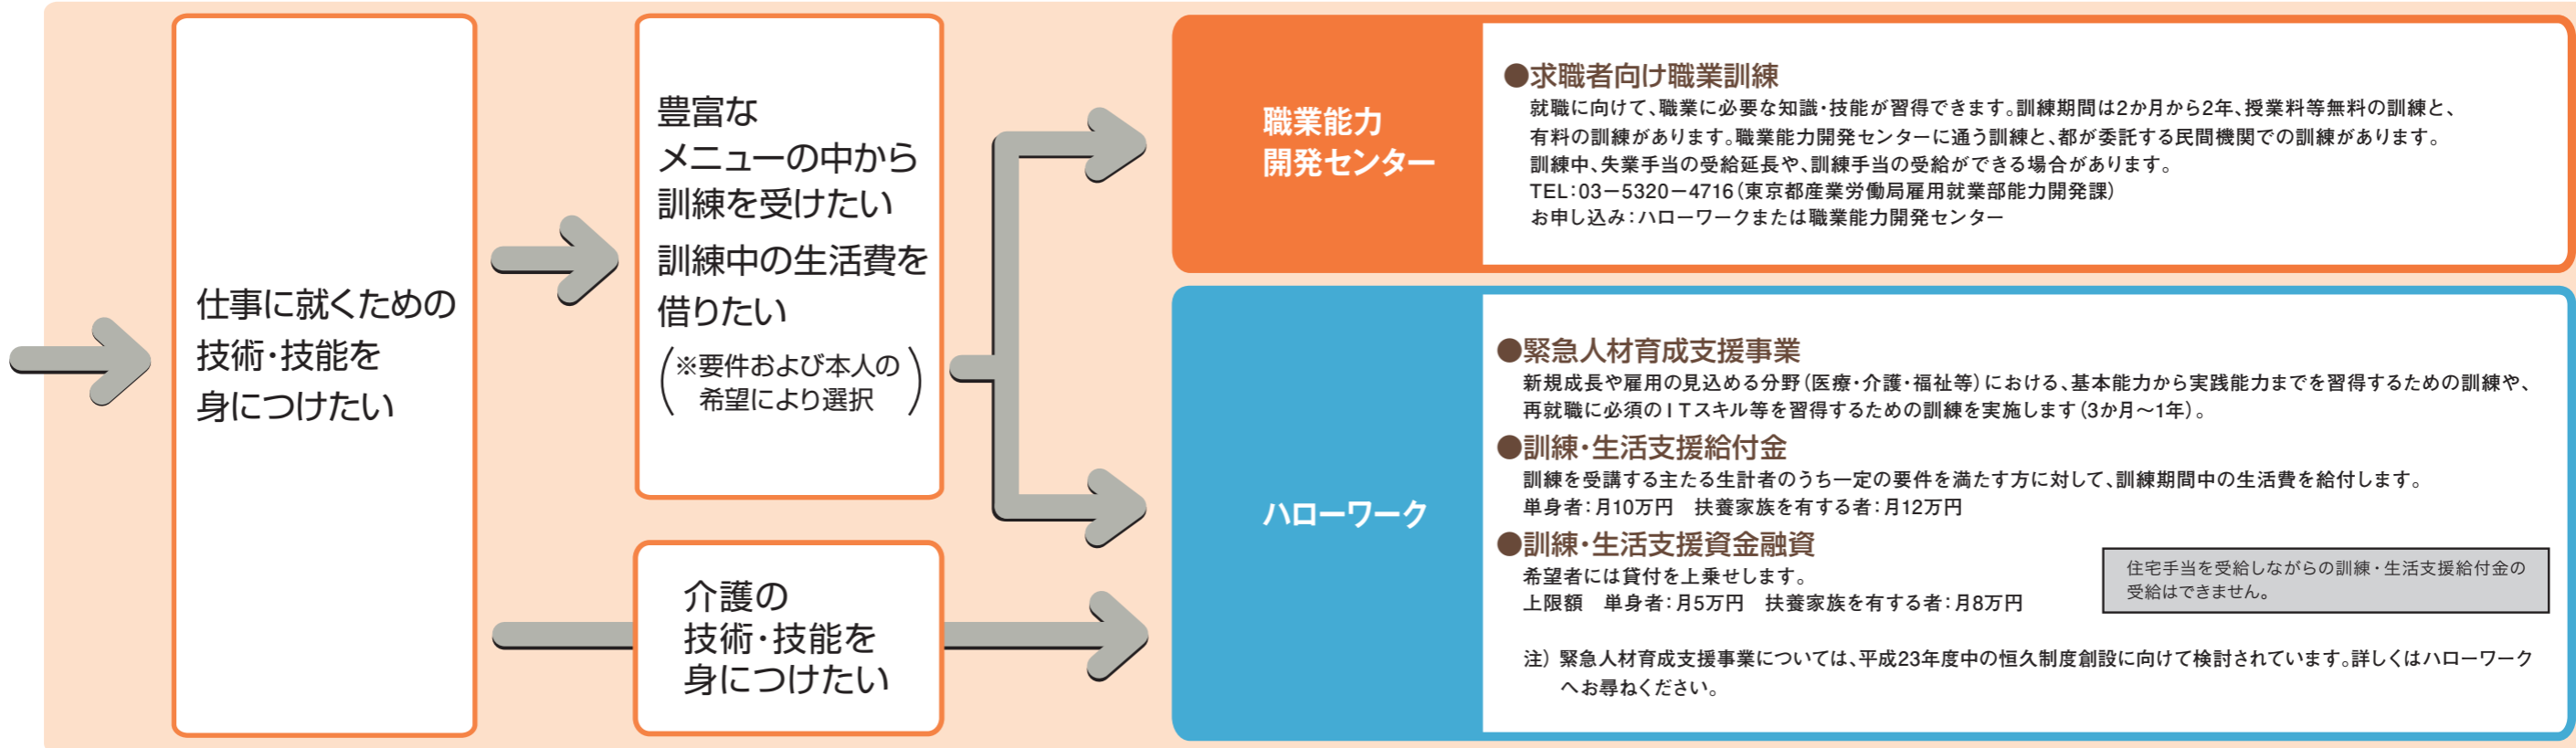 仕事に就くための
技術・技能を
身につけたい
豊富な
メニューの中から
訓練を受けたい
訓練中の生活費を
借りたい
(※要件および本人の
希望により選択)
介護の
技術・技能を
身につけたい
職業能力
開発センター
●求職者向け職業訓練
就職に向けて、職業に必要な知識・技能が習得できます。訓練期間は2か月から2年、授業料等無料の訓練と、
有料の訓練があります。職業能力開発センターに通う訓練と、都が委託する民間機関での訓練があります。
訓練中、失業手当の受給延長や、訓練手当の受給ができる場合があります。
TEL:03-5320-4716(東京都産業労働局雇用就業部能力開発課)
お申し込み:ハローワークまたは職業能力開発センター
ハローワーク
●緊急人材育成支援事業
新規成長や雇用の見込める分野(医療・介護・福祉等)における、基本能力から実践能力までを習得するための訓練や、
再就職に必須のITスキル等を習得するための訓練を実施します(3か月~1年)。
●訓練・生活支援給付金
訓練を受講する主たる生計者のうち一定の要件を満たす方に対して、訓練期間中の生活費を給付します。
単身者:月10万円 扶養家族を有する者:月12万円
●訓練・生活支援資金融資
希望者には貸付を上乗せします。
上限額 単身者:月5万円 扶養家族を有する者:月8万円
住宅手当を受給しながらの訓練・生活支援給付金の
受給はできません。
注) 緊急人材育成支援事業については、平成23年度中の恒久制度創設に向けて検討されています。詳しくはハローワーク
へお尋ねください。